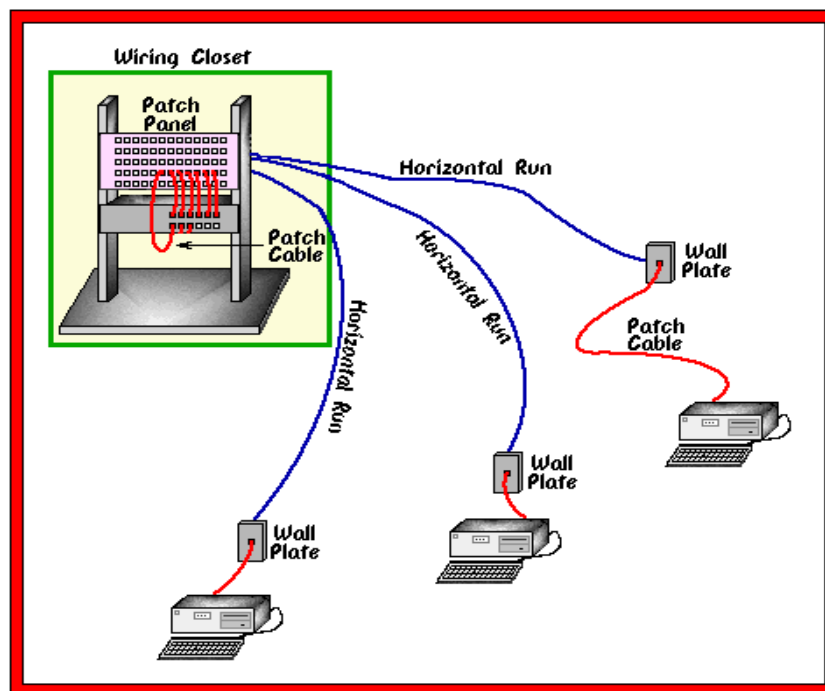 Wiring Closet
Patch
Panel
Patch
Cable
Horizontal Run
Horizontal Run
Horizontal Run
Wall
Plate
Patch
Cable
Wall
Plate
Wall
Plate